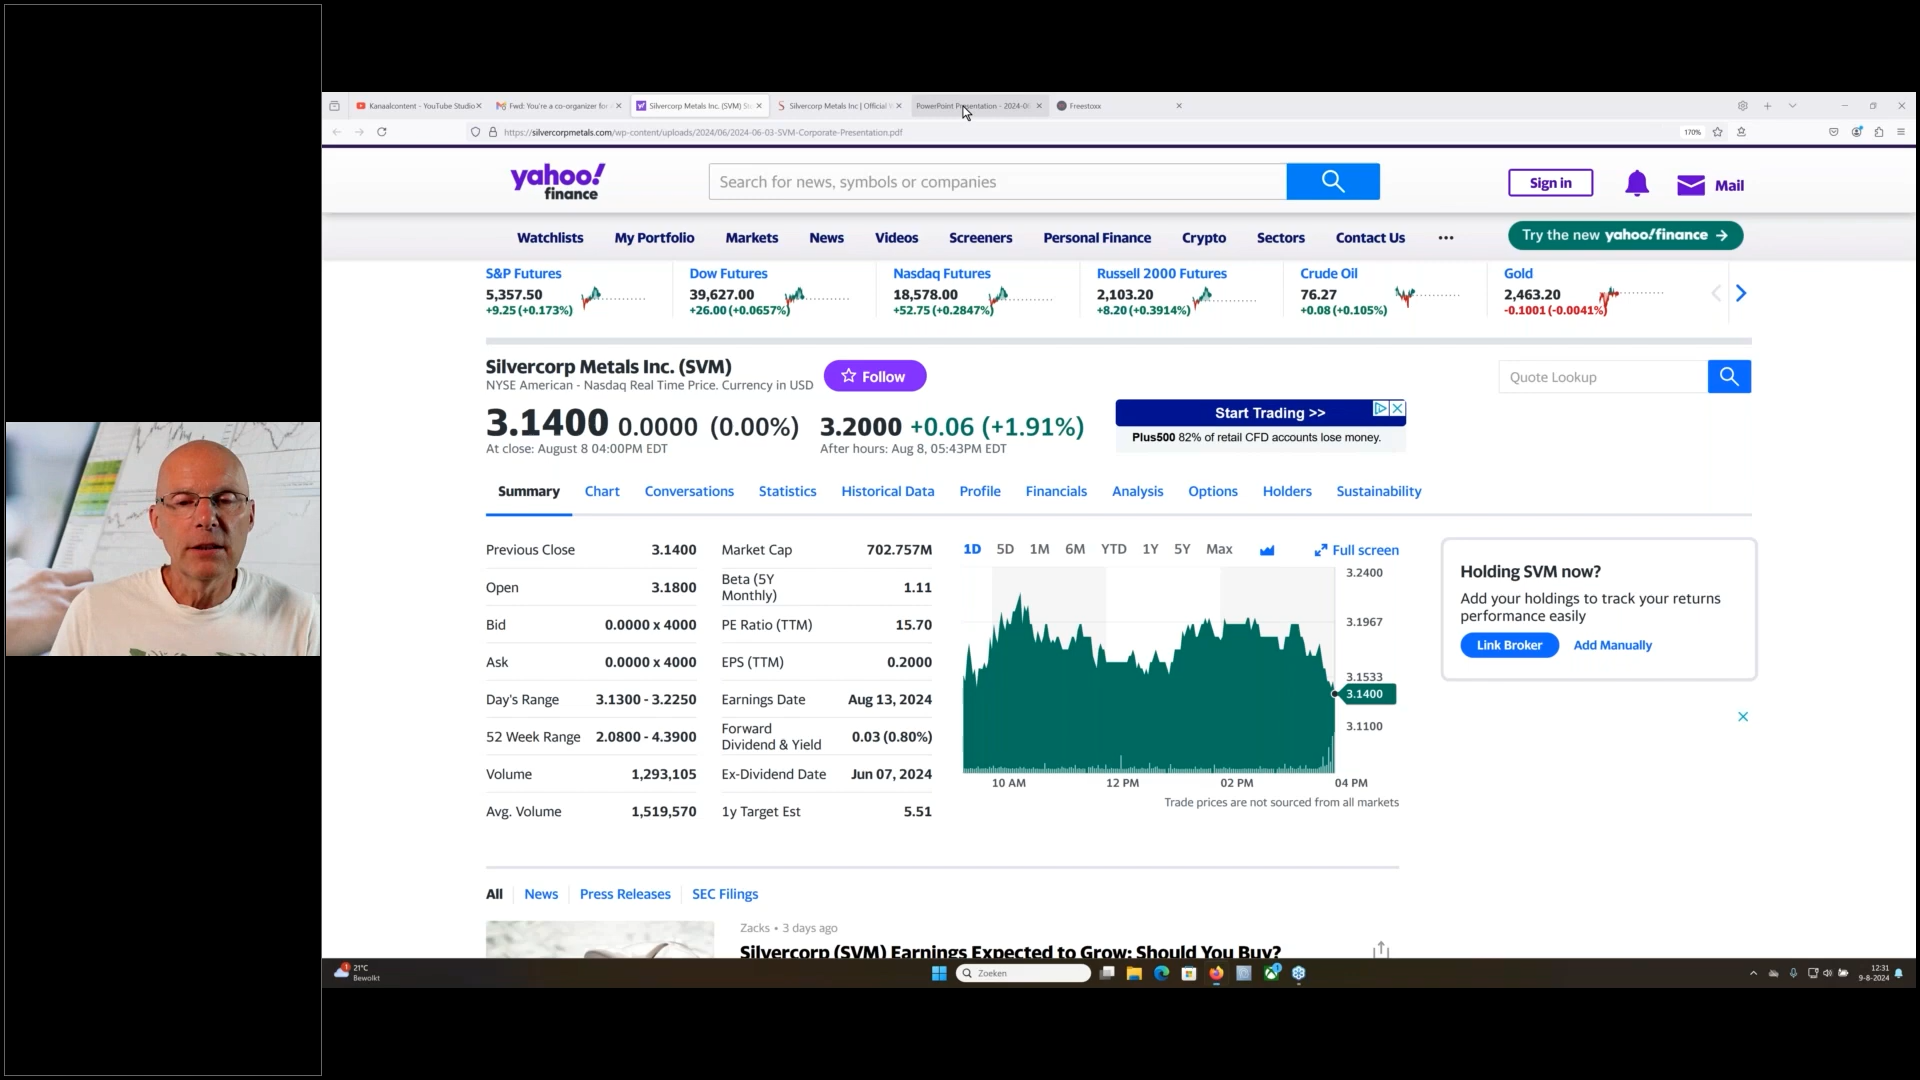 Kanaalcontent - YouTube Studio
Fwd: You're a co-organizer for
Silvercorp Metals Inc. (SVM) St
Silvercorp Metals Inc | Official
PowerPoint Presentation - 2024-0
Freestoxx
https://silvercorpmetals.com/wp-content/uploads/2024/06/2024-06-03-SVM-Corporate-Presentation.pdf
170%
yahoo!
finance
Search for news, symbols or companies
Sign in
Mail
Watchlists
My Portfolio
Markets
News
Videos
Screeners
Personal Finance
Crypto
Sectors
Contact Us
...
Try the new yahoo!finance →
S&P Futures
5,357.50
+9.25 (+0.173%)
Dow Futures
39,627.00
+26.00 (+0.0657%)
Nasdaq Futures
18,578.00
+52.75 (+0.2847%)
Russell 2000 Futures
2,103.20
+8.20 (+0.3914%)
Crude Oil
76.27
+0.08 (+0.105%)
Gold
2,463.20
-0.1001 (-0.0041%)
Silvercorp Metals Inc. (SVM)
NYSE American - Nasdaq Real Time Price. Currency in USD
Follow
Quote Lookup
3.1400 0.0000 (0.00%)
At close: August 8 04:00PM EDT
3.2000 +0.06 (+1.91%)
After hours: Aug 8, 05:43PM EDT
Start Trading >>
Plus500 82% of retail CFD accounts lose money.
Summary
Chart
Conversations
Statistics
Historical Data
Profile
Financials
Analysis
Options
Holders
Sustainability
Previous Close 3.1400
Open 3.1800
Bid 0.0000 x 4000
Ask 0.0000 x 4000
Day's Range 3.1300 - 3.2250
52 Week Range 2.0800 - 4.3900
Volume 1,293,105
Avg. Volume 1,519,570
Market Cap 702.757M
Beta (5Y
Monthly) 1.11
PE Ratio (TTM) 15.70
EPS (TTM) 0.2000
Earnings Date Aug 13, 2024
Forward
Dividend & Yield 0.03 (0.80%)
Ex-Dividend Date Jun 07, 2024
1y Target Est 5.51
1D 5D 1M 6M YTD 1Y 5Y Max
Full screen
3.2400
3.1967
3.1533
3.1400
3.1100
10 AM
12 PM
02 PM
04 PM
Trade prices are not sourced from all markets
Holding SVM now?
Add your holdings to track your returns
performance easily
Link Broker
Add Manually
All
News
Press Releases
SEC Filings
Zacks • 3 days ago
Silvercorp (SVM) Earnings Expected to Grow: Should You Buy?
1
21°C
Bewolkt
Zoeken
12:31
9-8-2024